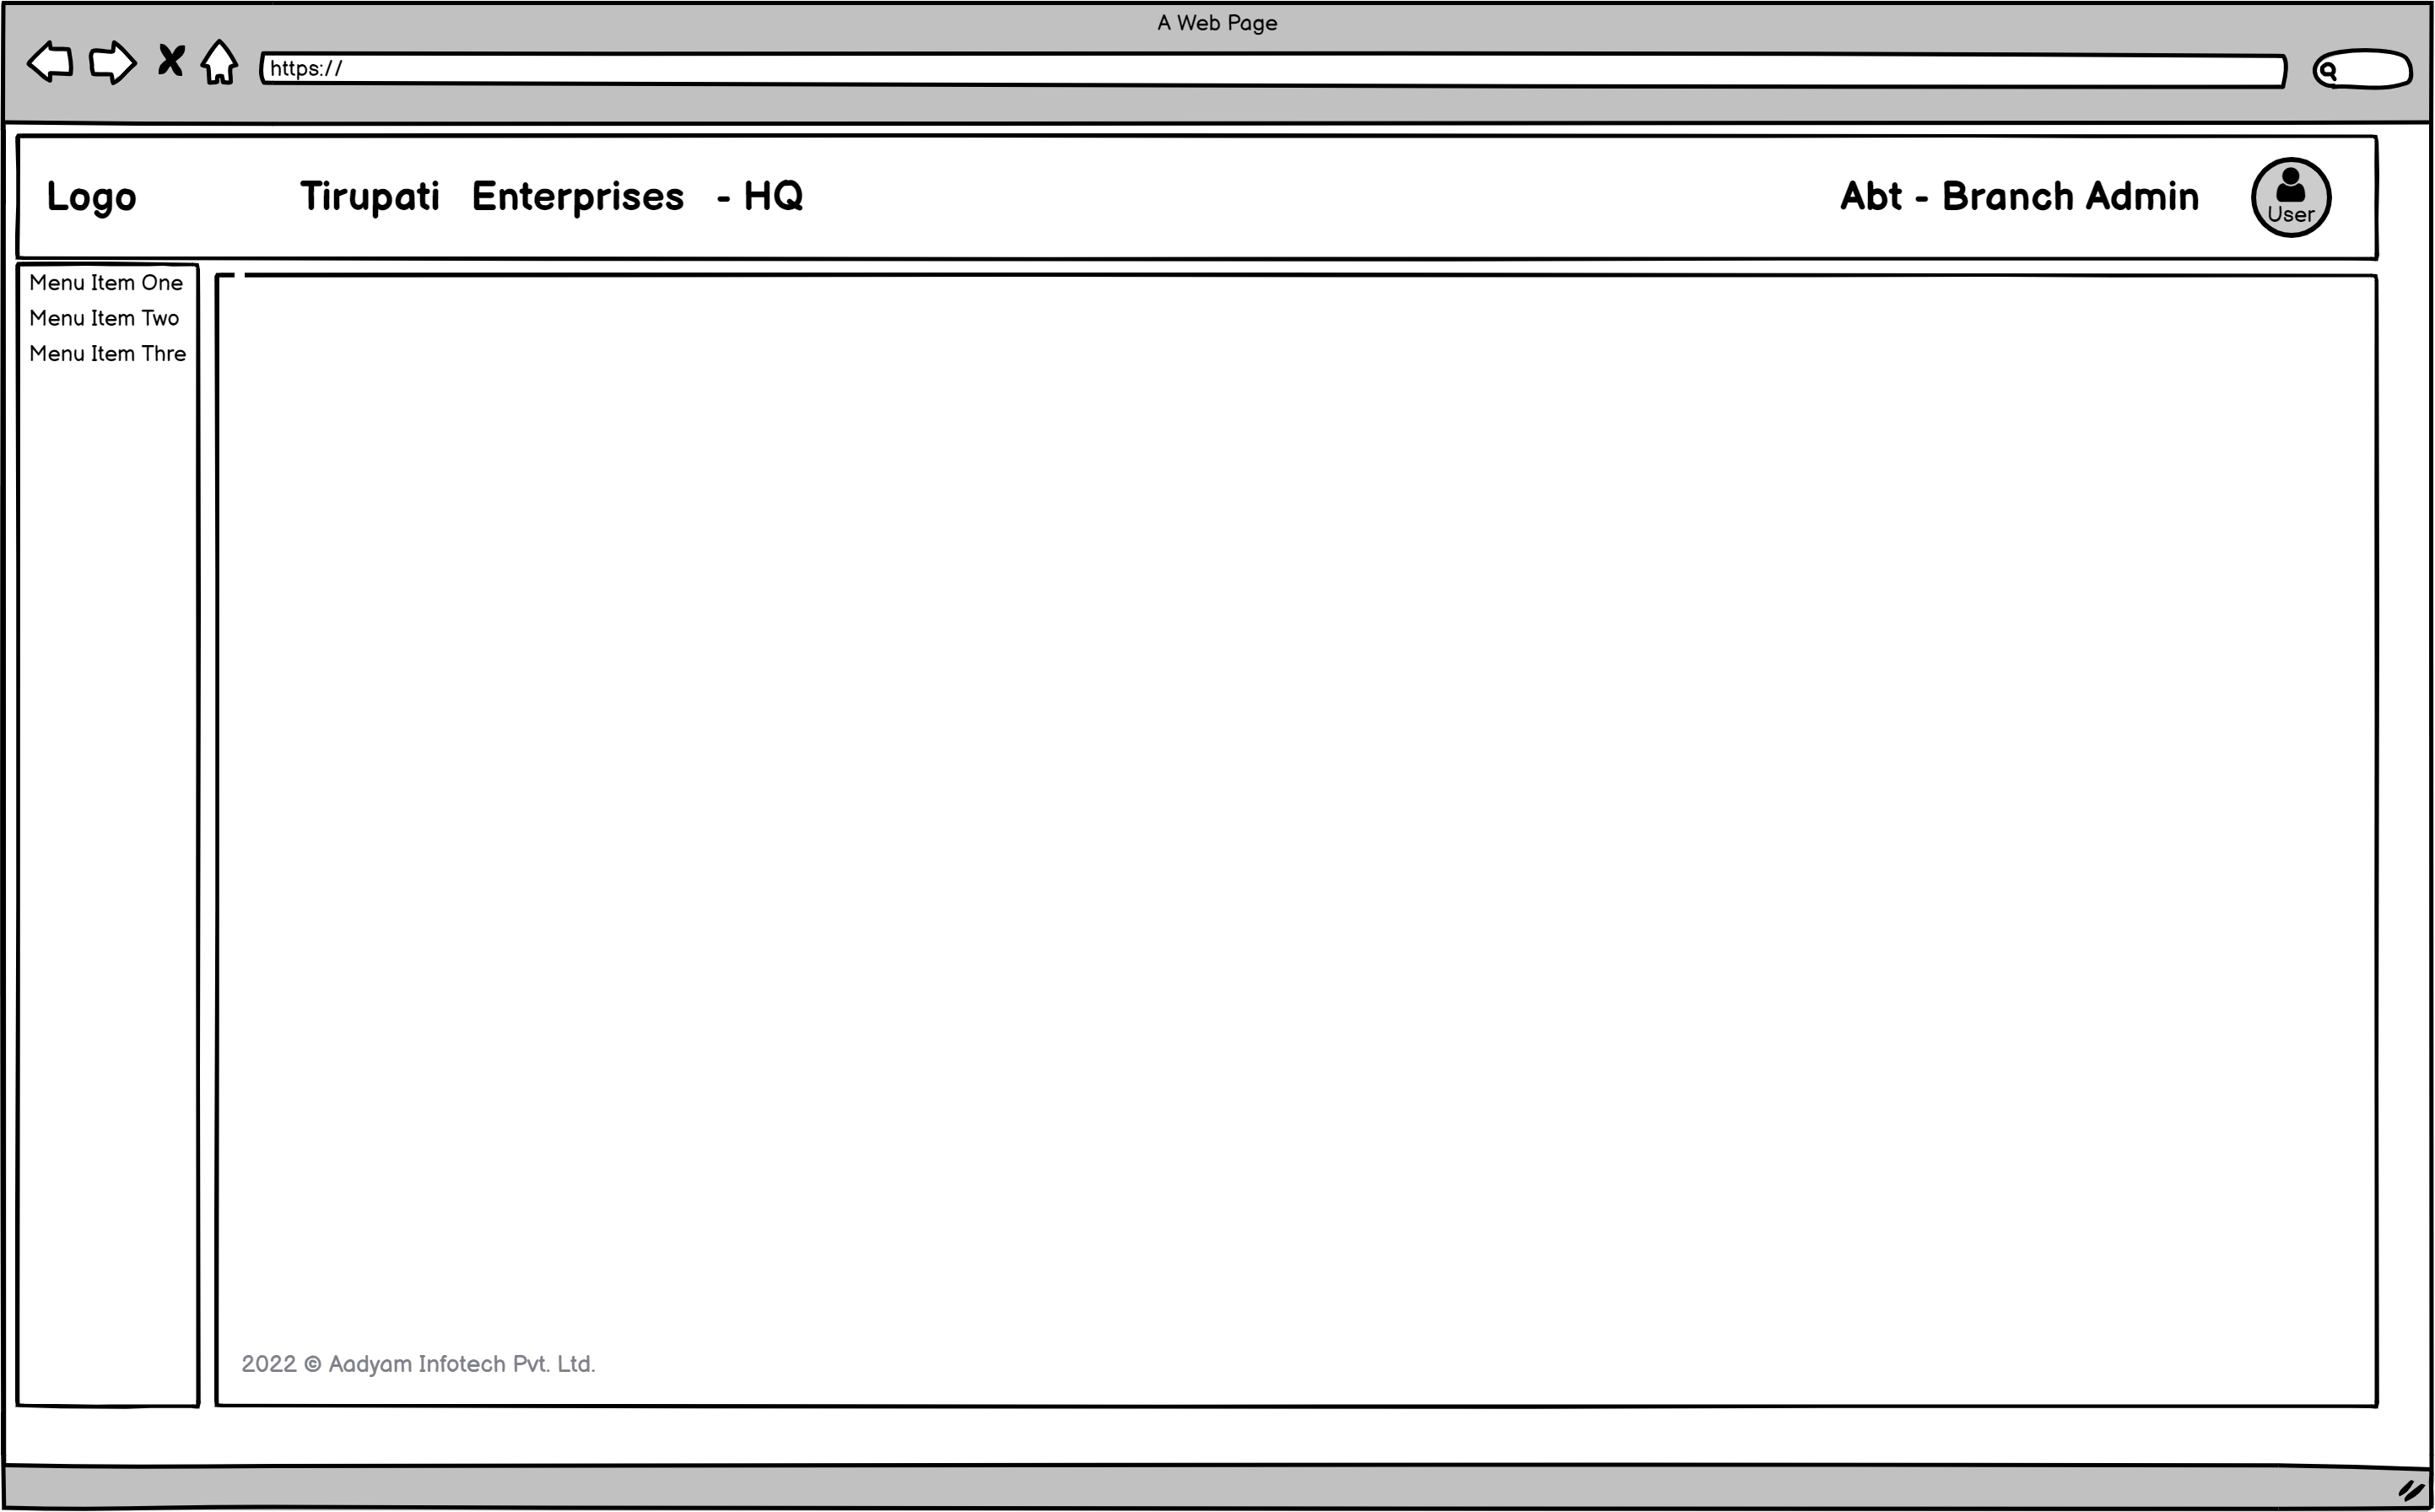 A Web Page
https://
Logo
Tirupati Enterprises - HQ
Abt - Branch Admin
User
Menu Item One
Menu Item Two
Menu Item Thre
2022 © Aadyam Infotech Pvt. Ltd.